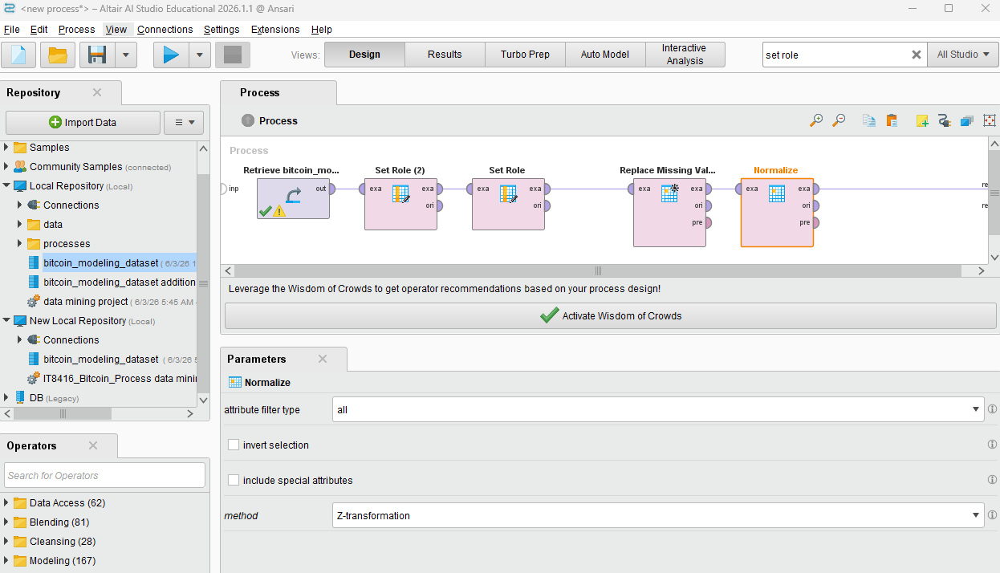 <new process*> – Altair AI Studio Educational 2026.1.1 @ Ansari
File Edit Process View Connections Settings Extensions Help
Views: Design Results Turbo Prep Auto Model Interactive Analysis set role All Studio
Repository
Import Data
Samples
Community Samples (connected)
Local Repository (Local)
Connections
data
processes
bitcoin_modeling_dataset ( 6/3/26 1
bitcoin_modeling_dataset addition
data mining project ( 6/3/26 5:45 AM -
New Local Repository (Local)
Connections
bitcoin_modeling_dataset ( 6/3/26 5
IT8416_Bitcoin_Process data mini
DB (Legacy)
Operators
Search for Operators
Data Access (62)
Blending (81)
Cleansing (28)
Modeling (167)
Process
Process
Process
Retrieve bitcoin_mo... Set Role (2) Set Role Replace Missing Val... Normalize
inp out exa exa exa exa exa exa exa exa re
ori ori ori ori re
pre pre
Leverage the Wisdom of Crowds to get operator recommendations based on your process design!
Activate Wisdom of Crowds
Parameters
Normalize
attribute filter type all
invert selection
include special attributes
method Z-transformation